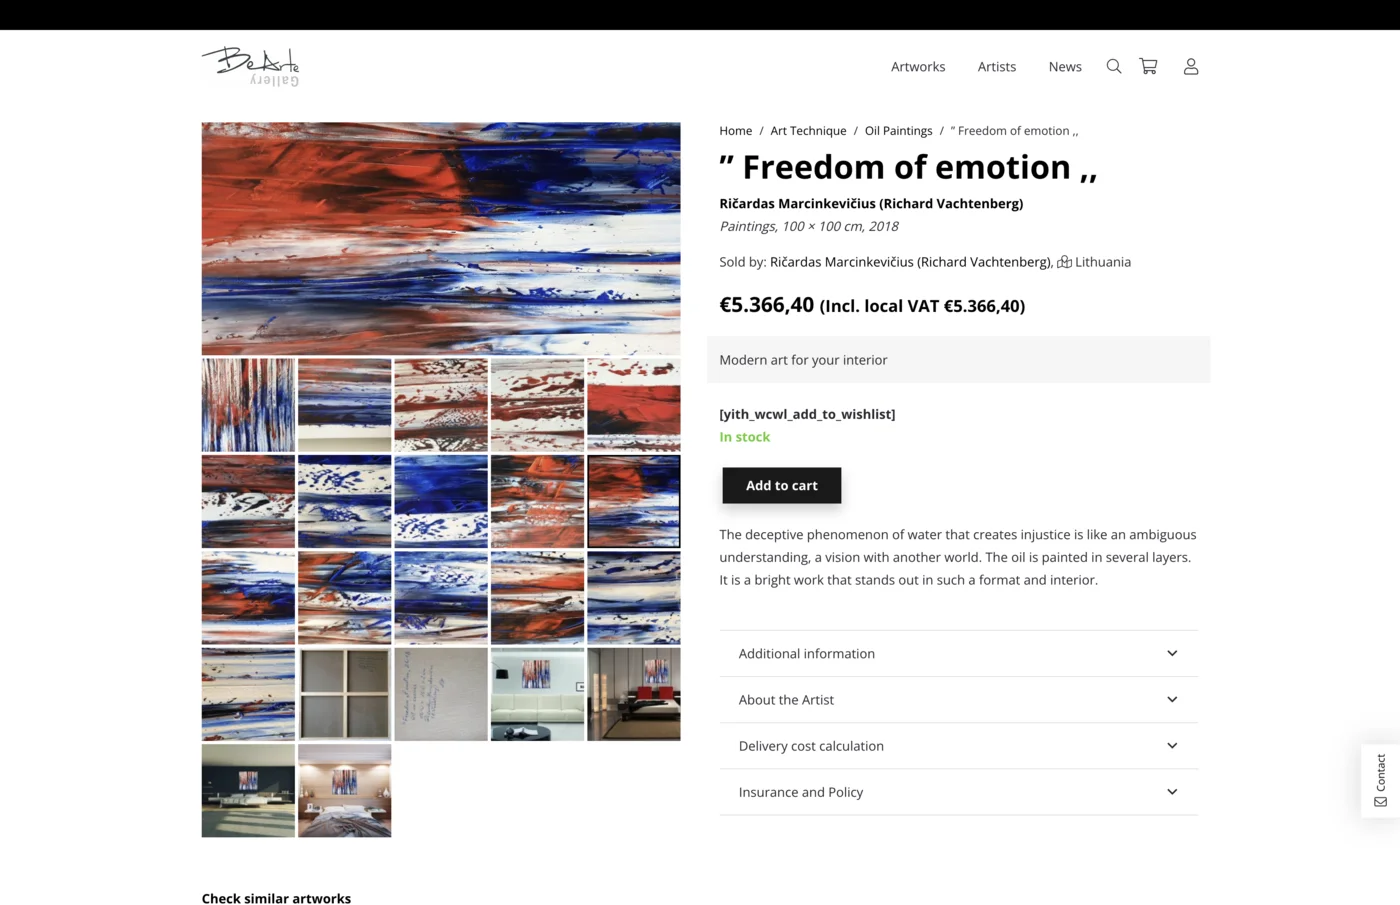 BeArte
Gallery
Artworks
Artists
News
Home / Art Technique / Oil Paintings / ” Freedom of emotion ,,
” Freedom of emotion ,,
Ričardas Marcinkevičius (Richard Vachtenberg)
Paintings, 100 × 100 cm, 2018
Sold by: Ričardas Marcinkevičius (Richard Vachtenberg), Lithuania
€5.366,40 (Incl. local VAT €5.366,40)
Modern art for your interior
[yith_wcwl_add_to_wishlist]
In stock
Add to cart
The deceptive phenomenon of water that creates injustice is like an ambiguous
understanding, a vision with another world. The oil is painted in several layers.
It is a bright work that stands out in such a format and interior.
Additional information
About the Artist
Delivery cost calculation
Insurance and Policy
Contact
Check similar artworks